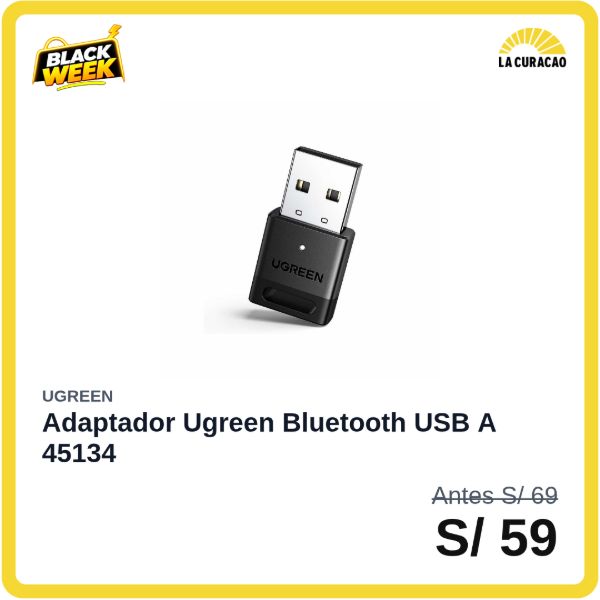 BLACK
WEEK
LA CURACAO
UGREEN
UGREEN
Adaptador Ugreen Bluetooth USB A
45134
Antes S/ 69
S/ 59